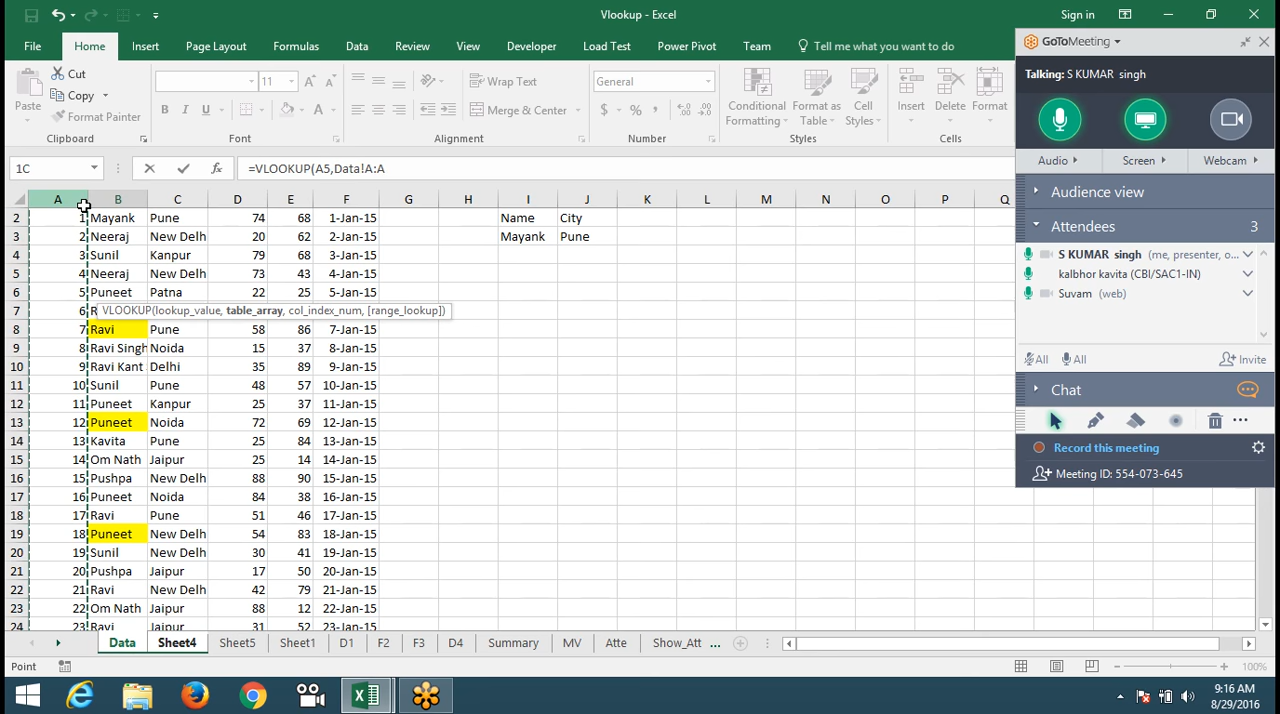 Vlookup - Excel
Sign in
File Home Insert Page Layout Formulas Data Review View Developer Load Test Power Pivot Team Tell me what you want to do
Cut
Copy
Format Painter
Paste
Clipboard
11
Font
Wrap Text
Merge & Center
Alignment
General
Number
Conditional Formatting
Format as Table
Cell Styles
Styles
Insert Delete Format
Cells
1C
=VLOOKUP(A5,Data!A:A
A B C D E F G H I J K L M N O P Q
2 1 Mayank Pune 74 68 1-Jan-15 Name City
3 2 Neeraj New Delh 20 62 2-Jan-15 Mayank Pune
4 3 Sunil Kanpur 79 68 3-Jan-15
5 4 Neeraj New Delh 73 43 4-Jan-15
6 5 Puneet Patna 22 25 5-Jan-15
7 6 R
VLOOKUP(lookup_value, table_array, col_index_num, [range_lookup])
8 7 Ravi Pune 58 86 7-Jan-15
9 8 Ravi Singh Noida 15 37 8-Jan-15
10 9 Ravi Kant Delhi 35 89 9-Jan-15
11 10 Sunil Pune 48 57 10-Jan-15
12 11 Puneet Kanpur 25 37 11-Jan-15
13 12 Puneet Noida 72 69 12-Jan-15
14 13 Kavita Pune 25 84 13-Jan-15
15 14 Om Nath Jaipur 25 14 14-Jan-15
16 15 Pushpa New Delh 88 90 15-Jan-15
17 16 Puneet Noida 84 38 16-Jan-15
18 17 Ravi Pune 51 46 17-Jan-15
19 18 Puneet New Delh 54 83 18-Jan-15
20 19 Sunil New Delh 30 41 19-Jan-15
21 20 Pushpa Jaipur 17 50 20-Jan-15
22 21 Ravi New Delh 42 79 21-Jan-15
23 22 Om Nath Jaipur 88 12 22-Jan-15
24 23 Ravi Jaipur 31 52 23-Jan-15
Data Sheet4 Sheet5 Sheet1 D1 F2 F3 D4 Summary MV Atte Show_Att ...
Point
100%
GoToMeeting
Talking: S KUMAR singh
Audio Screen Webcam
Audience view
Attendees 3
S KUMAR singh (me, presenter, o...
kalbhor kavita (CBI/SAC1-IN)
Suvam (web)
All All Invite
Chat
Record this meeting
Meeting ID: 554-073-645
9:16 AM
8/29/2016